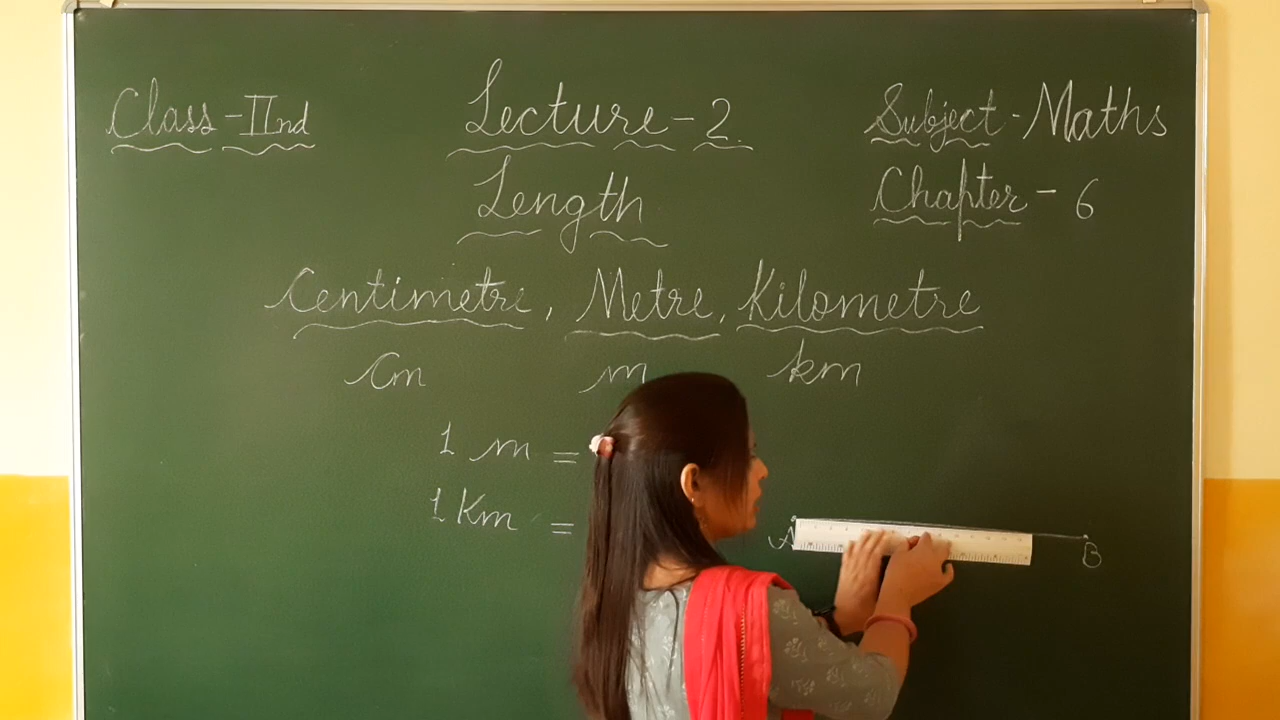 Class-IInd Lecture-2. Subject-Maths
Length Chapter-6
Centimetre, Metre, Kilometre
cm m km
1 m =
1 Km =
A B